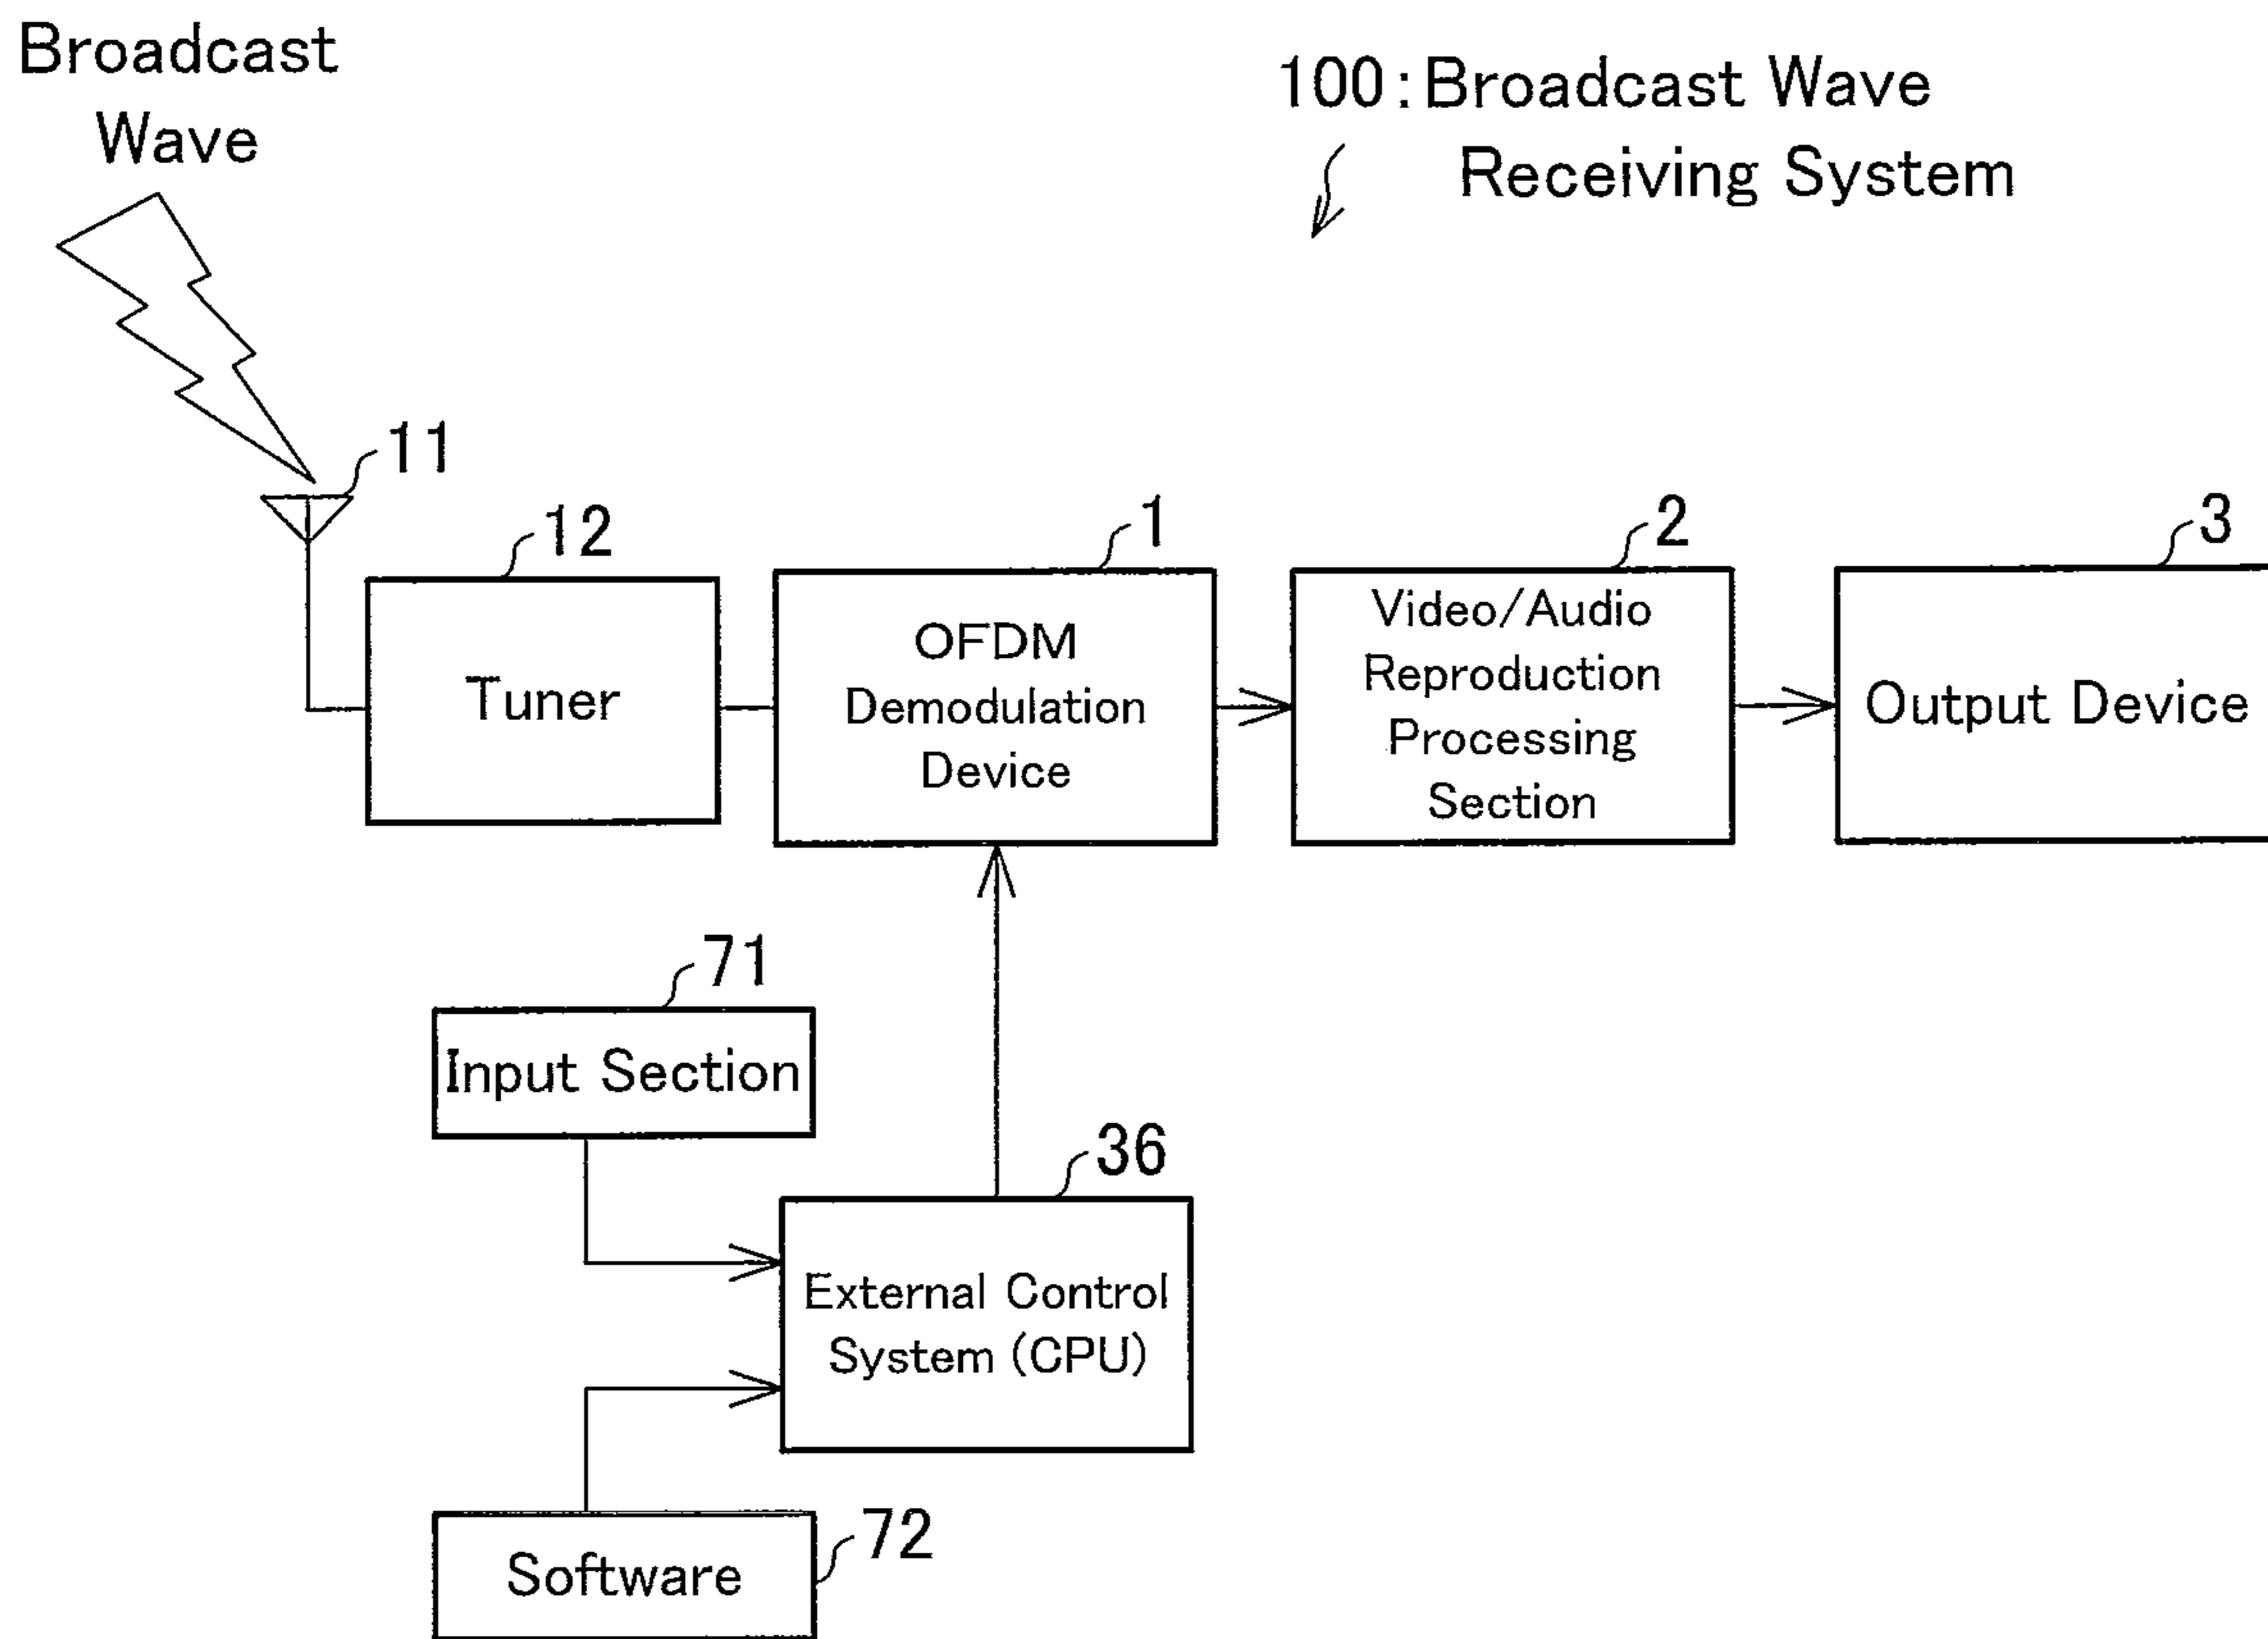 Broadcast
Wave
100:Broadcast Wave
Receiving System
11
12
1
2
3
Tuner
OFDM
Demodulation
Device
Video/Audio
Reproduction
Processing
Section
Output Device
71
Input Section
36
External Control
System (CPU)
72
Software